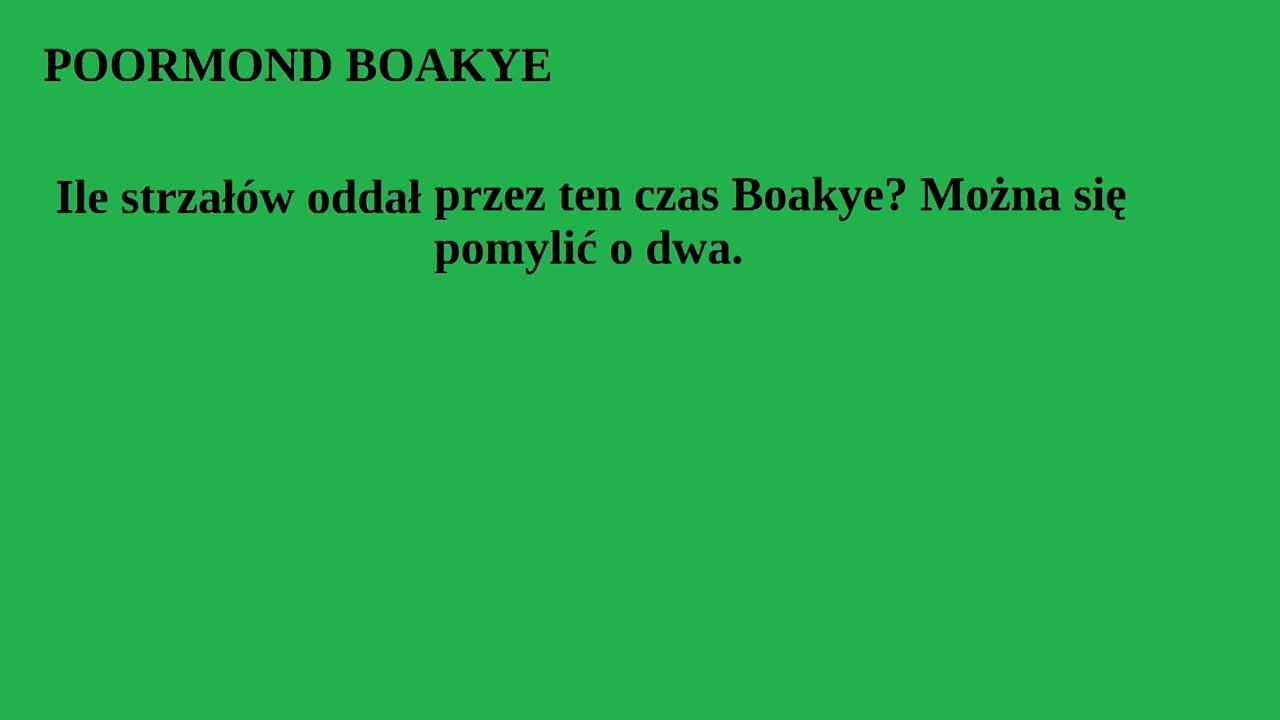 POORMOND BOAKYE
Ile strzałów oddał przez ten czas Boakye? Można się
pomylić o dwa.